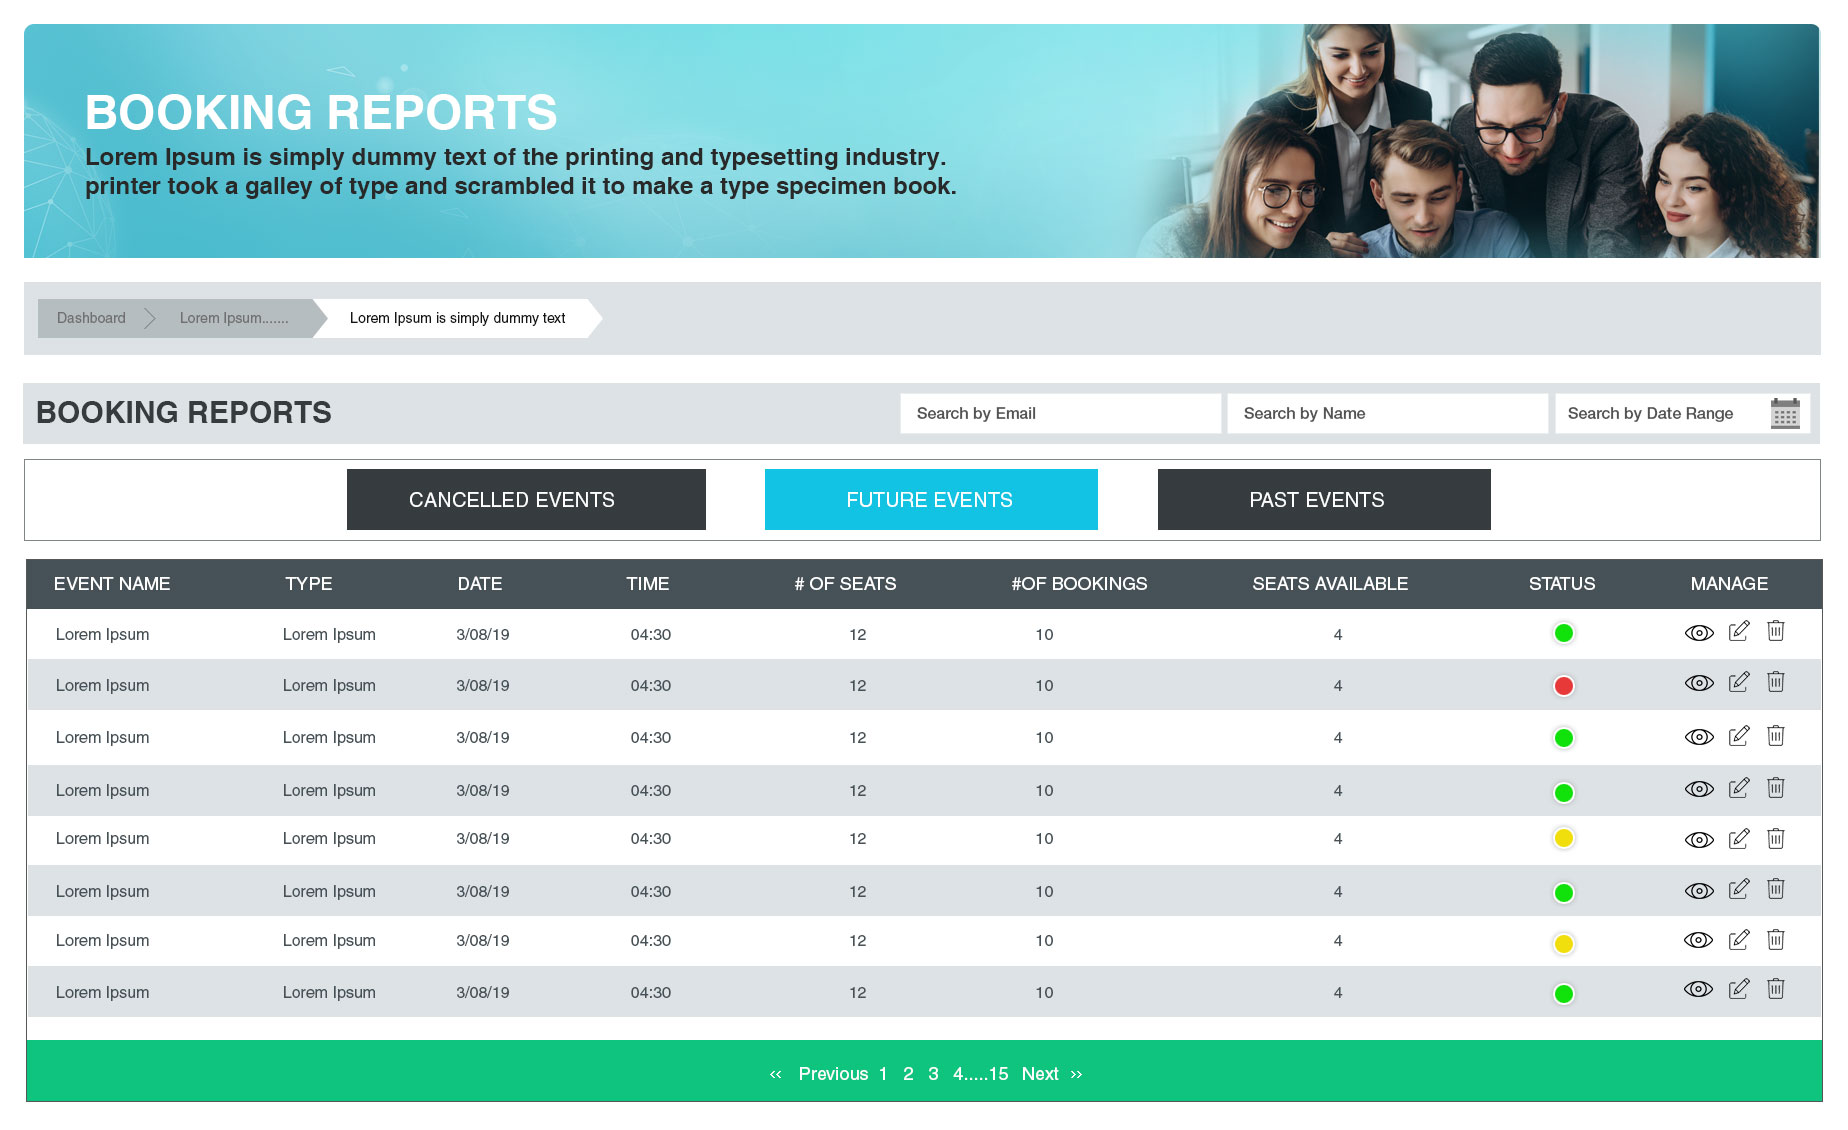 BOOKING REPORTS
Lorem Ipsum is simply dummy text of the printing and typesetting industry.
printer took a galley of type and scrambled it to make a type specimen book.
Dashboard Lorem Ipsum....... Lorem Ipsum is simply dummy text
BOOKING REPORTS Search by Email Search by Name Search by Date Range
CANCELLED EVENTS FUTURE EVENTS PAST EVENTS
EVENT NAME TYPE DATE TIME # OF SEATS #OF BOOKINGS SEATS AVAILABLE STATUS MANAGE
Lorem Ipsum Lorem Ipsum 3/08/19 04:30 12 10 4
Lorem Ipsum Lorem Ipsum 3/08/19 04:30 12 10 4
Lorem Ipsum Lorem Ipsum 3/08/19 04:30 12 10 4
Lorem Ipsum Lorem Ipsum 3/08/19 04:30 12 10 4
Lorem Ipsum Lorem Ipsum 3/08/19 04:30 12 10 4
Lorem Ipsum Lorem Ipsum 3/08/19 04:30 12 10 4
Lorem Ipsum Lorem Ipsum 3/08/19 04:30 12 10 4
Lorem Ipsum Lorem Ipsum 3/08/19 04:30 12 10 4
‹‹ Previous 1 2 3 4.....15 Next ››